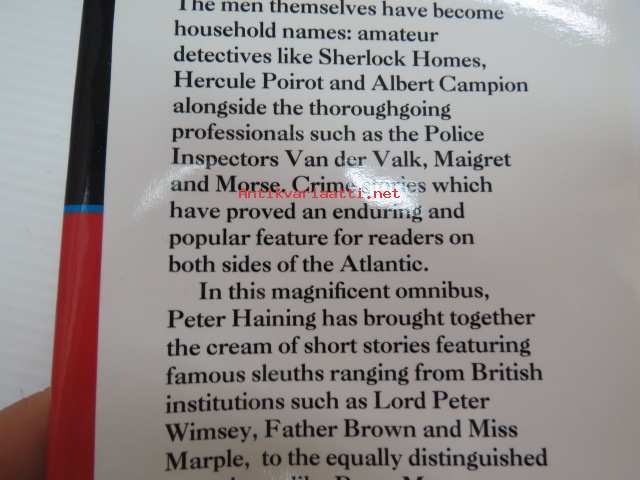 The men themselves have become
household names: amateur
detectives like Sherlock Homes,
Hercule Poirot and Albert Campion
alongside the thoroughgoing
professionals such as the Police
Inspectors Van der Valk, Maigret
and Morse. Crime stories which
Antikvariaatti.net
have proved an enduring and
popular feature for readers on
both sides of the Atlantic.
In this magnificent omnibus,
Peter Haining has brought together
the cream of short stories featuring
famous sleuths ranging from British
institutions such as Lord Peter
Wimsey, Father Brown and Miss
Marple, to the equally distinguished